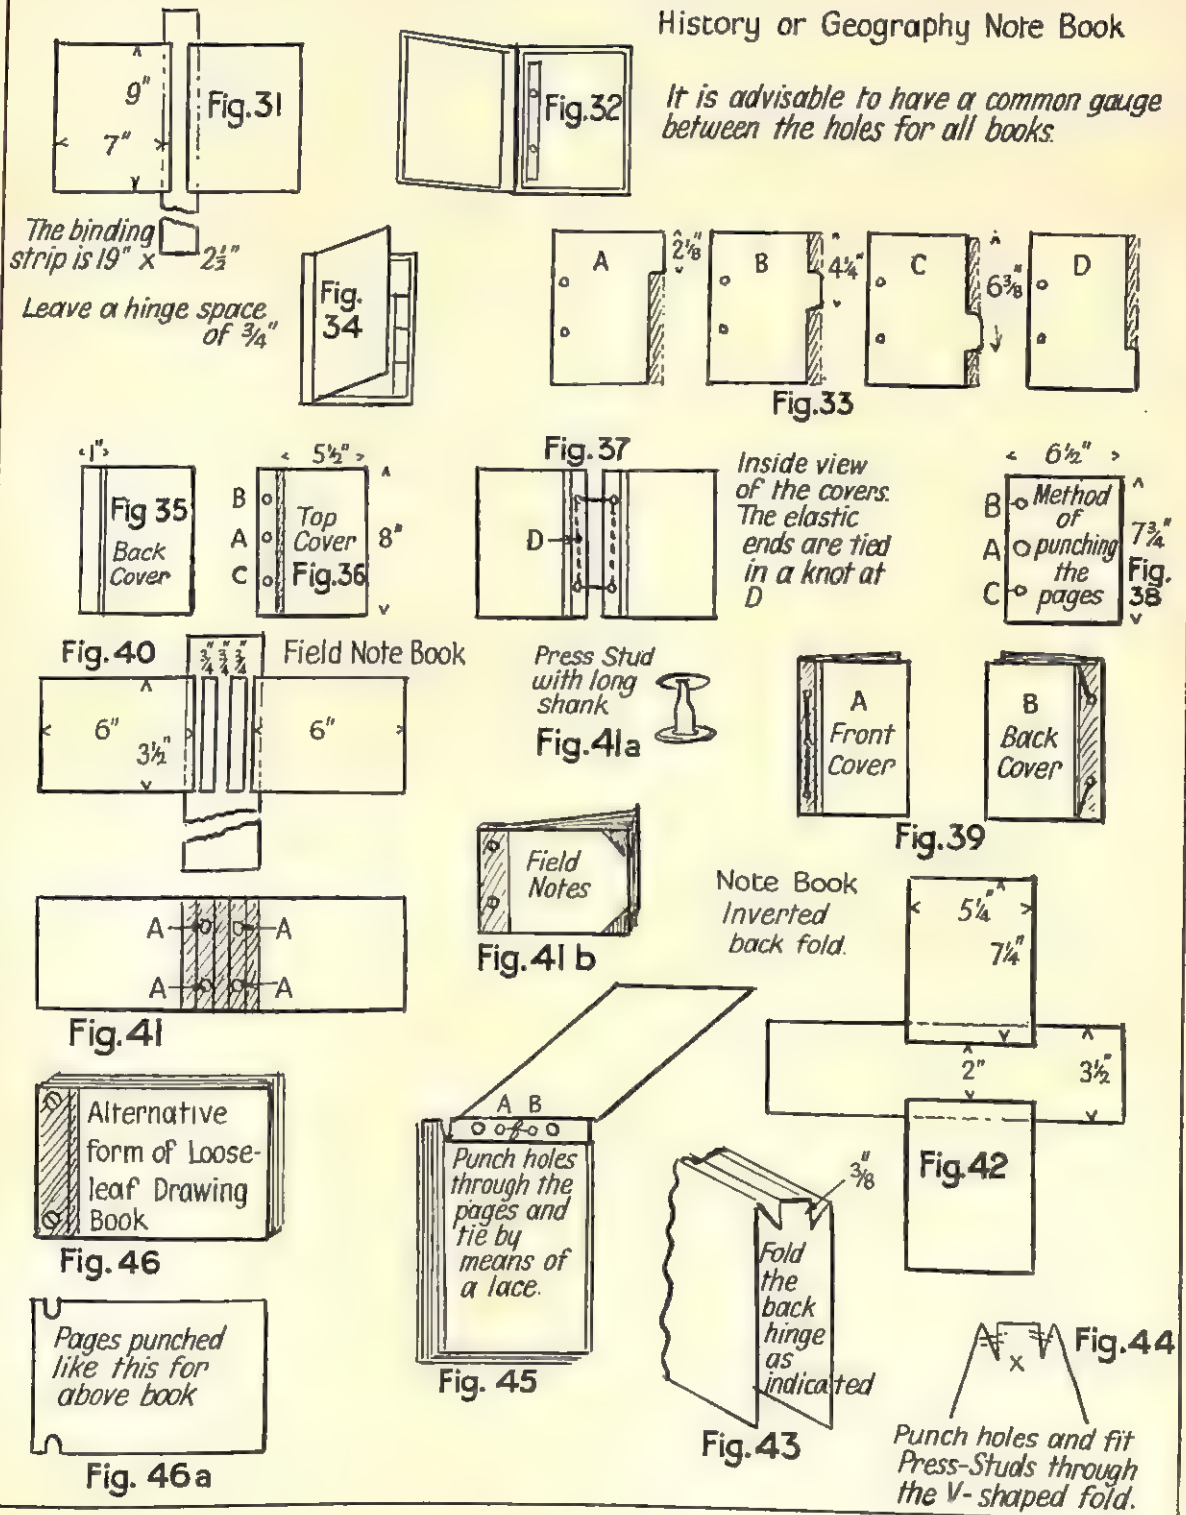 History or Geography Note Book
It is advisable to have a common gauge
between the holes for all books.
9"
7"
Fig.31
The binding
strip is 19" x 2½"
Leave a hinge space
of ¾"
Fig.32
Fig.
34
A
2⅛"
B
4¼"
C
6⅜"
D
Fig.33
1"
Fig 35
Back
Cover
5½"
B
A
C
Top
Cover
Fig.36
8"
Fig.37
D
Inside view
of the covers.
The elastic
ends are tied
in a knot at
D
6½"
B
A
C
Method
of
punching
the
pages
7¾"
Fig.
38
Fig.40
¾" ¾" ¾"
Field Note Book
6"
3½"
6"
Press Stud
with long
shank
Fig.41a
A
Front
Cover
B
Back
Cover
Fig.39
Field
Notes
Fig.41b
A A
A A
Fig.41
Note Book
Inverted
back fold.
5¼"
7¼"
2"
3½"
Fig.42
Alternative
form of Loose-
leaf Drawing
Book
Fig.46
A B
Punch holes
through the
pages and
tie by
means of
a lace.
Fig. 45
⅜"
Fold
the
back
hinge
as
indicated
Fig.43
Pages punched
like this for
above book
Fig. 46a
x
Fig.44
Punch holes and fit
Press-Studs through
the V-shaped fold.